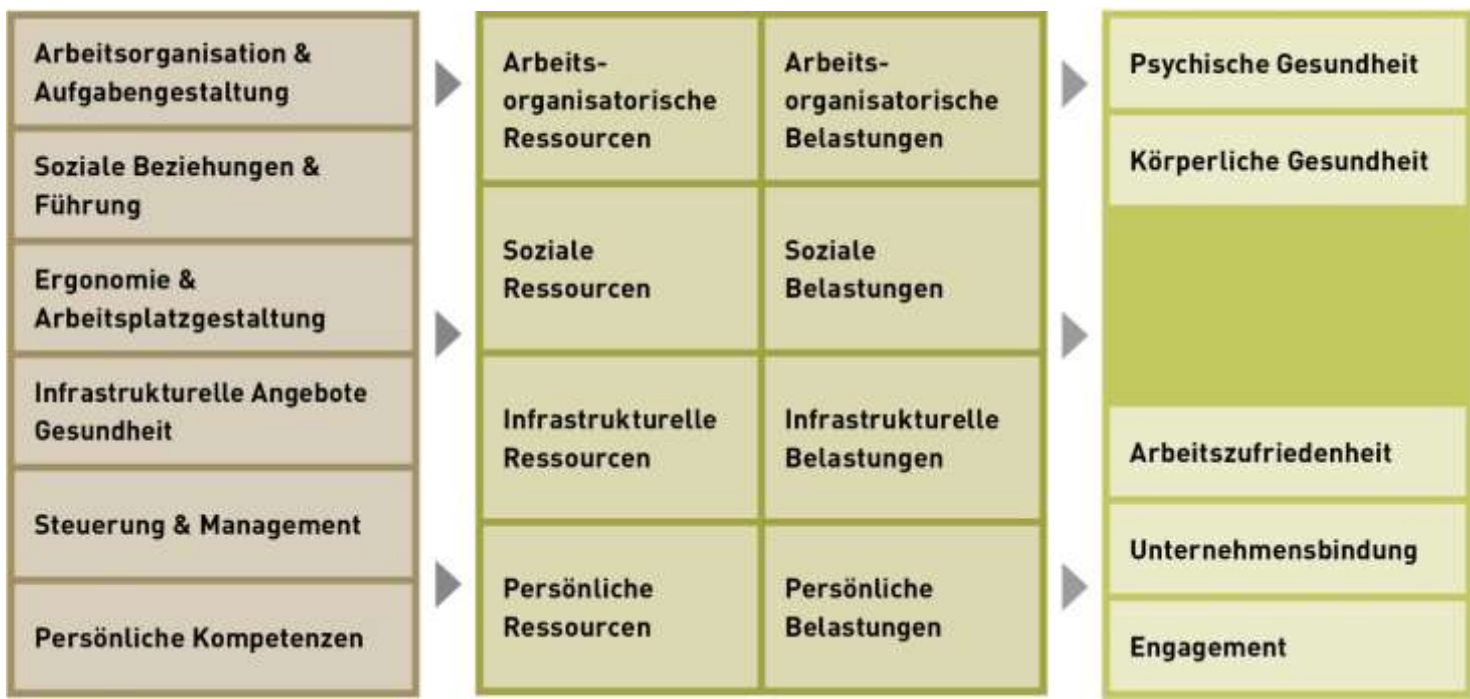 Arbeitsorganisation &
Aufgabengestaltung
Soziale Beziehungen &
Führung
Ergonomie &
Arbeitsplatzgestaltung
Infrastrukturelle Angebote
Gesundheit
Steuerung & Management
Persönliche Kompetenzen
Arbeits-
organisatorische
Ressourcen
Arbeits-
organisatorische
Belastungen
Soziale
Ressourcen
Soziale
Belastungen
Infrastrukturelle
Ressourcen
Infrastrukturelle
Belastungen
Persönliche
Ressourcen
Persönliche
Belastungen
Psychische Gesundheit
Körperliche Gesundheit
Arbeitszufriedenheit
Unternehmensbindung
Engagement